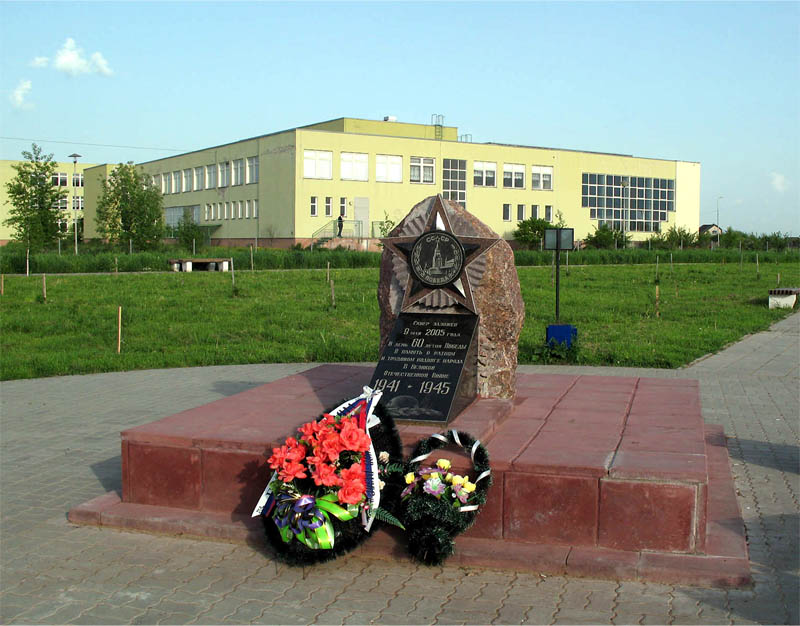 СССР
Сквер заложен
9 мая 2005 года
В день 60 летия Победы
В память о ратном
и трудовом подвиге народа
В Великой
Отечественной Войне
1941 - 1945